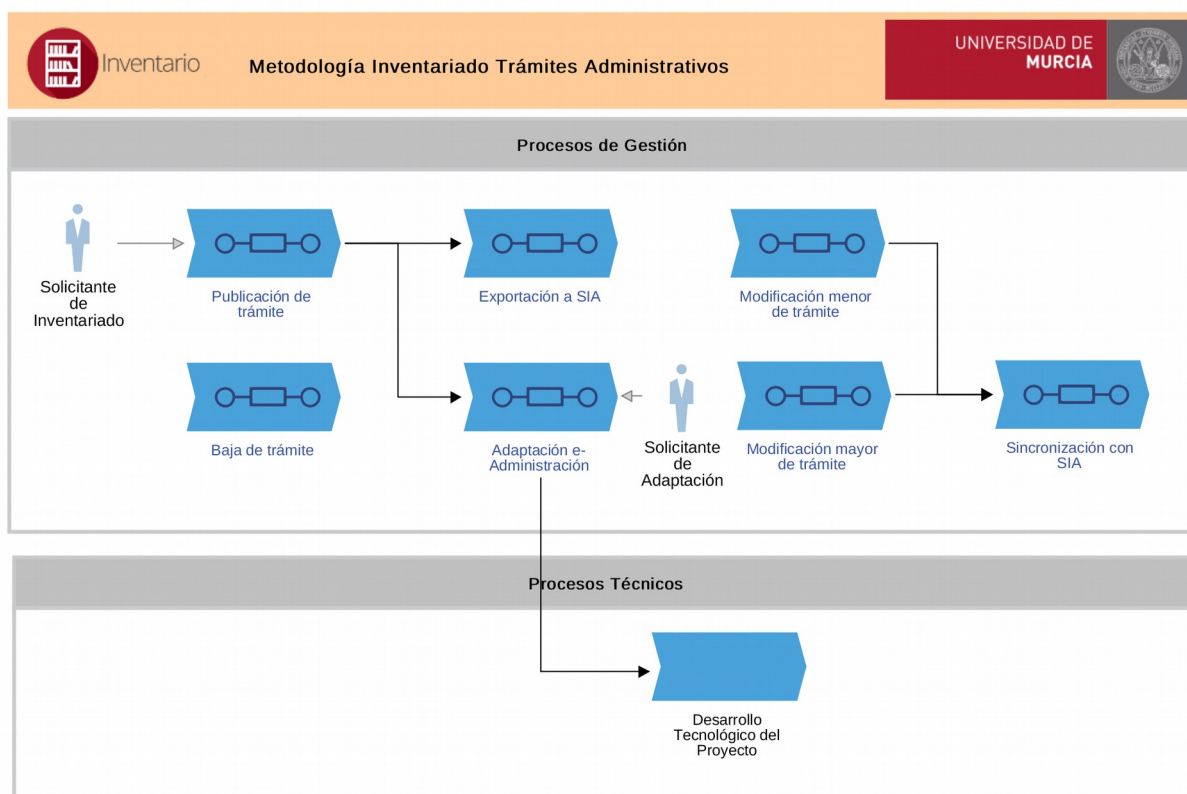 Inventario
Metodología Inventariado Trámites Administrativos
UNIVERSIDAD DE
MURCIA
Procesos de Gestión
Solicitante
de
Inventariado
Publicación de
trámite
Exportación a SIA
Modificación menor
de trámite
Baja de trámite
Adaptación e-
Administración
Solicitante
de
Adaptación
Modificación mayor
de trámite
Sincronización con
SIA
Procesos Técnicos
Desarrollo
Tecnológico del
Proyecto